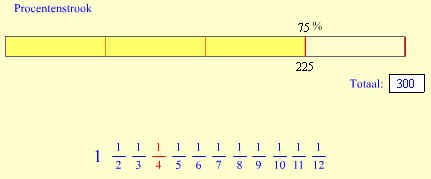 Procentenstrook
75 %
225
Totaal: 300
1 1/2 1/3 1/4 1/5 1/6 1/7 1/8 1/9 1/10 1/11 1/12